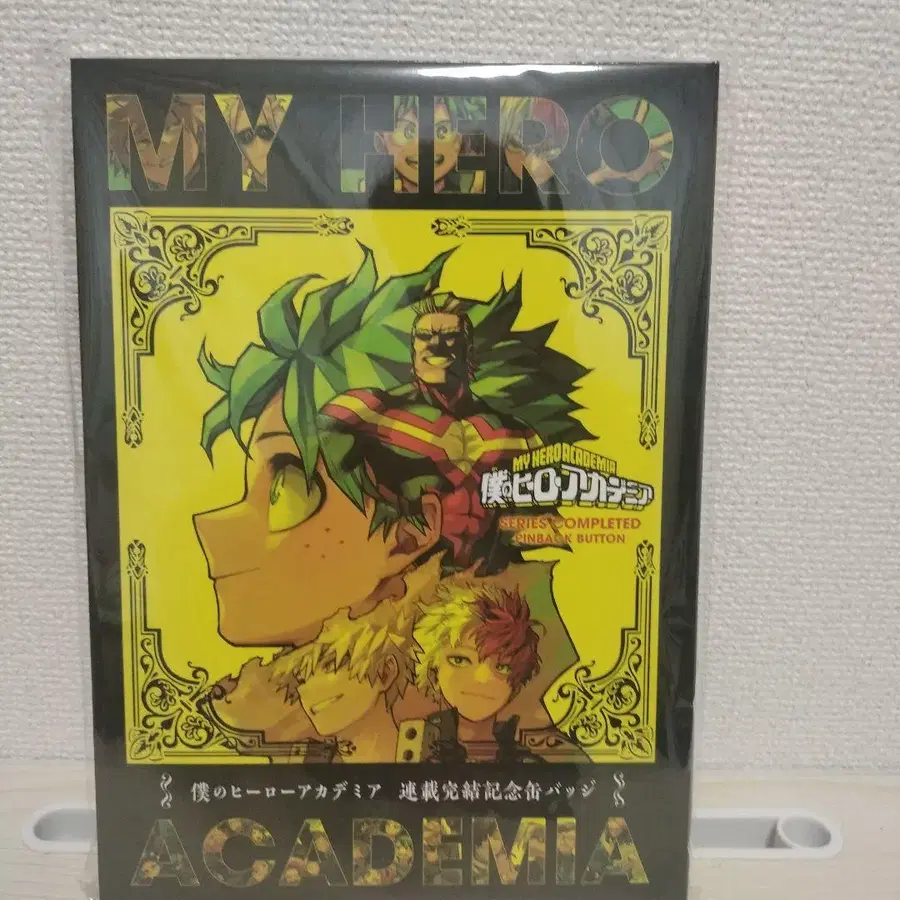 MY HERO
MY HERO ACADEMIA
僕のヒーローアカデミア
SERIES COMPLETED
PINBACK BUTTON
僕のヒーローアカデミア 連載完結記念缶バッジ
ACADEMIA